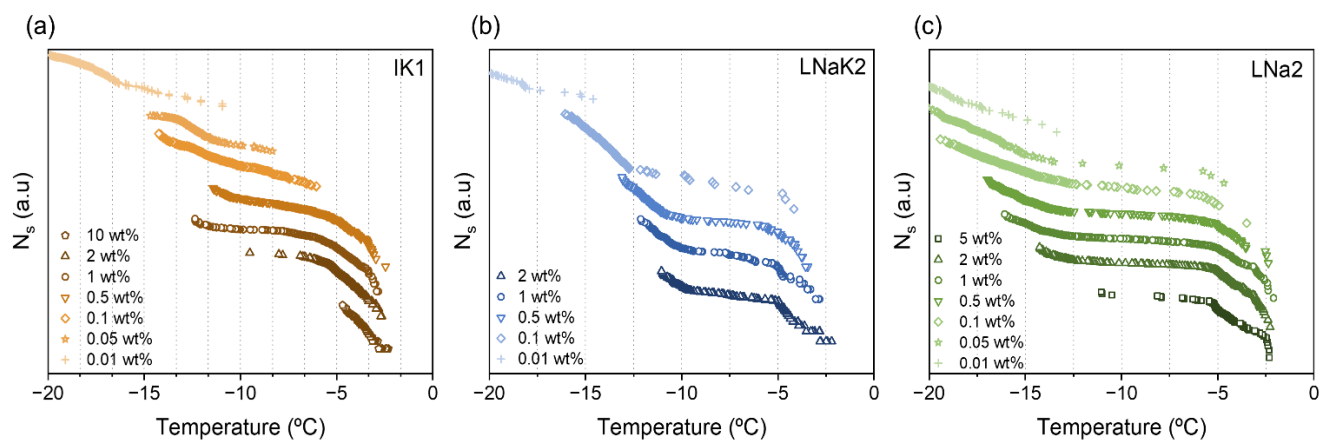 (a)
IK1
N_s (a.u)
10 wt%
2 wt%
1 wt%
0.5 wt%
0.1 wt%
0.05 wt%
0.01 wt%
−20 −15 −10 −5 0
Temperature (ºC)
(b)
LNaK2
N_s (a.u)
2 wt%
1 wt%
0.5 wt%
0.1 wt%
0.01 wt%
−20 −15 −10 −5 0
Temperature (ºC)
(c)
LNa2
N_s (a.u)
5 wt%
2 wt%
1 wt%
0.5 wt%
0.1 wt%
0.05 wt%
0.01 wt%
−20 −15 −10 −5 0
Temperature (ºC)